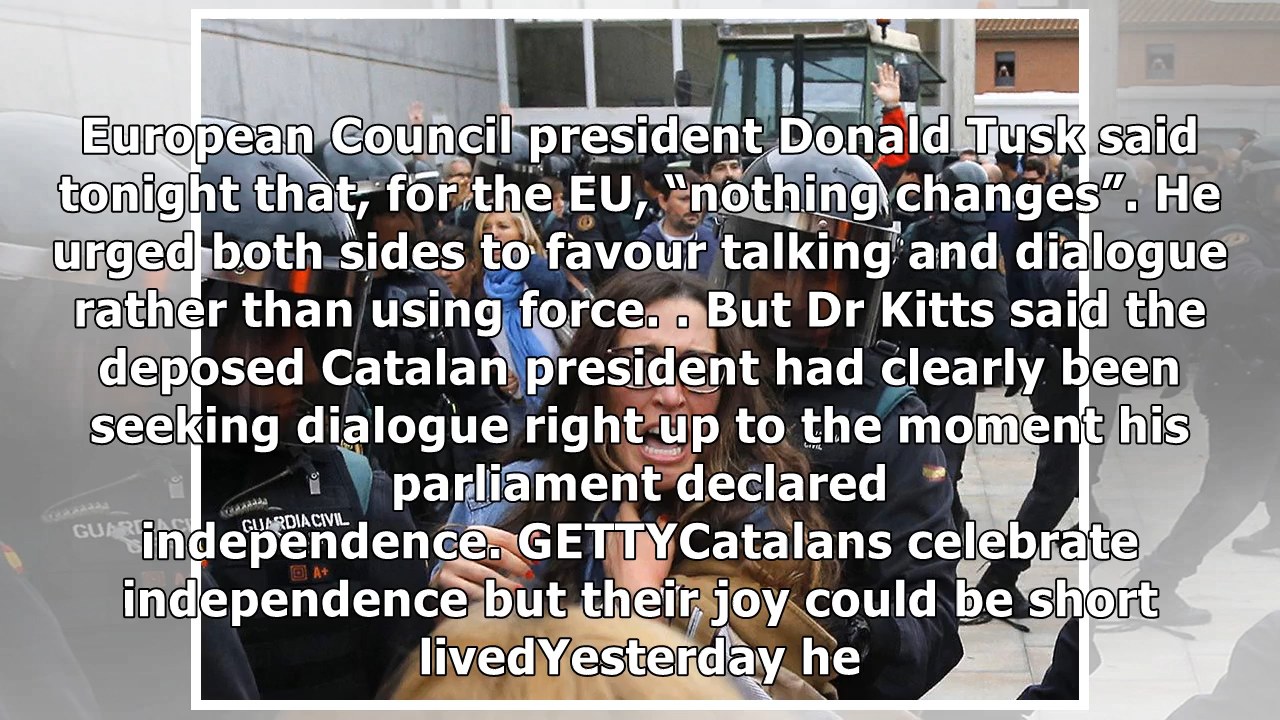 European Council president Donald Tusk said
tonight that, for the EU, “nothing changes”. He
urged both sides to favour talking and dialogue
rather than using force. . But Dr Kitts said the
deposed Catalan president had clearly been
seeking dialogue right up to the moment his
parliament declared
independence. GETTYCatalans celebrate
independence but their joy could be short
livedYesterday he
GUARDIA CIVIL
A+